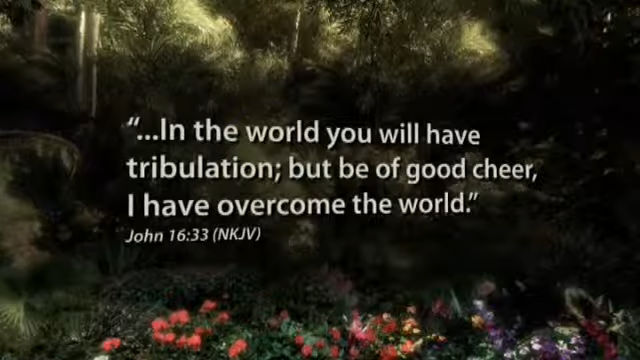 “...In the world you will have
tribulation; but be of good cheer,
I have overcome the world.”
John 16:33 (NKJV)